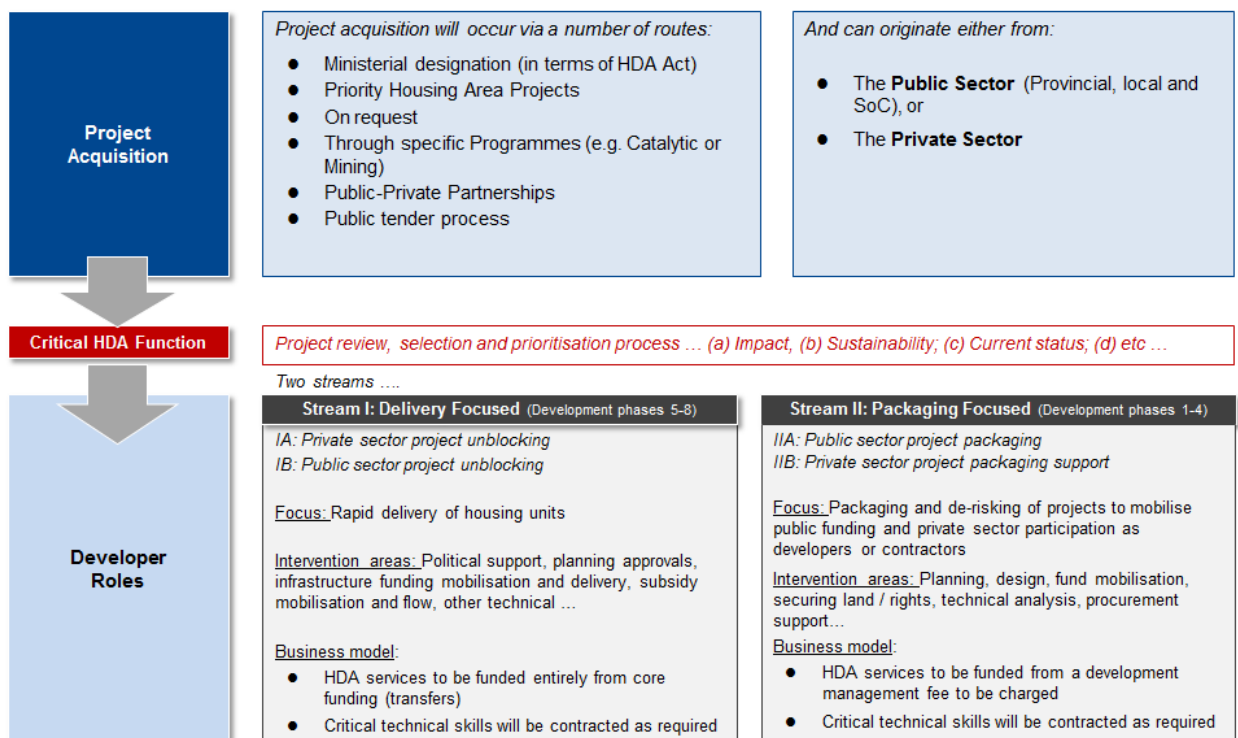 Project
Acquisition
Project acquisition will occur via a number of routes:
● Ministerial designation (in terms of HDA Act)
● Priority Housing Area Projects
● On request
● Through specific Programmes (e.g. Catalytic or
Mining)
● Public-Private Partnerships
● Public tender process
And can originate either from:
● The Public Sector (Provincial, local and
SoC), or
● The Private Sector
Critical HDA Function
Project review, selection and prioritisation process … (a) Impact, (b) Sustainability; (c) Current status; (d) etc …
Two streams ….
Developer
Roles
Stream I: Delivery Focused (Development phases 5-8)
IA: Private sector project unblocking
IB: Public sector project unblocking
Focus: Rapid delivery of housing units
Intervention areas: Political support, planning approvals,
infrastructure funding mobilisation and delivery, subsidy
mobilisation and flow, other technical …
Business model:
● HDA services to be funded entirely from core
funding (transfers)
● Critical technical skills will be contracted as required
Stream II: Packaging Focused (Development phases 1-4)
IIA: Public sector project packaging
IIB: Private sector project packaging support
Focus: Packaging and de-risking of projects to mobilise
public funding and private sector participation as
developers or contractors
Intervention areas: Planning, design, fund mobilisation,
securing land / rights, technical analysis, procurement
support…
Business model:
● HDA services to be funded from a development
management fee to be charged
● Critical technical skills will be contracted as required